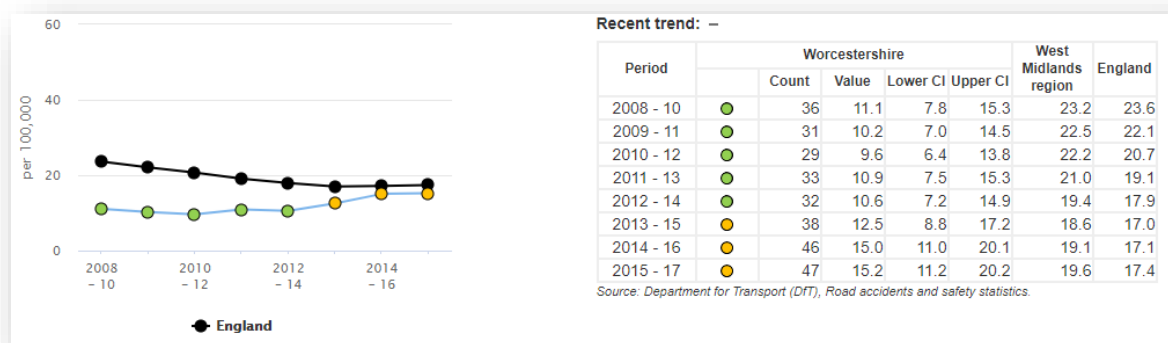 60
40
20
0
per 100,000
2008
– 10
2010
– 12
2012
– 14
2014
– 16
England
Recent trend: –
Period Worcestershire West Midlands region England
Count Value Lower CI Upper CI
2008 - 10 36 11.1 7.8 15.3 23.2 23.6
2009 - 11 31 10.2 7.0 14.5 22.5 22.1
2010 - 12 29 9.6 6.4 13.8 22.2 20.7
2011 - 13 33 10.9 7.5 15.3 21.0 19.1
2012 - 14 32 10.6 7.2 14.9 19.4 17.9
2013 - 15 38 12.5 8.8 17.2 18.6 17.0
2014 - 16 46 15.0 11.0 20.1 19.1 17.1
2015 - 17 47 15.2 11.2 20.2 19.6 17.4
Source: Department for Transport (DfT), Road accidents and safety statistics.